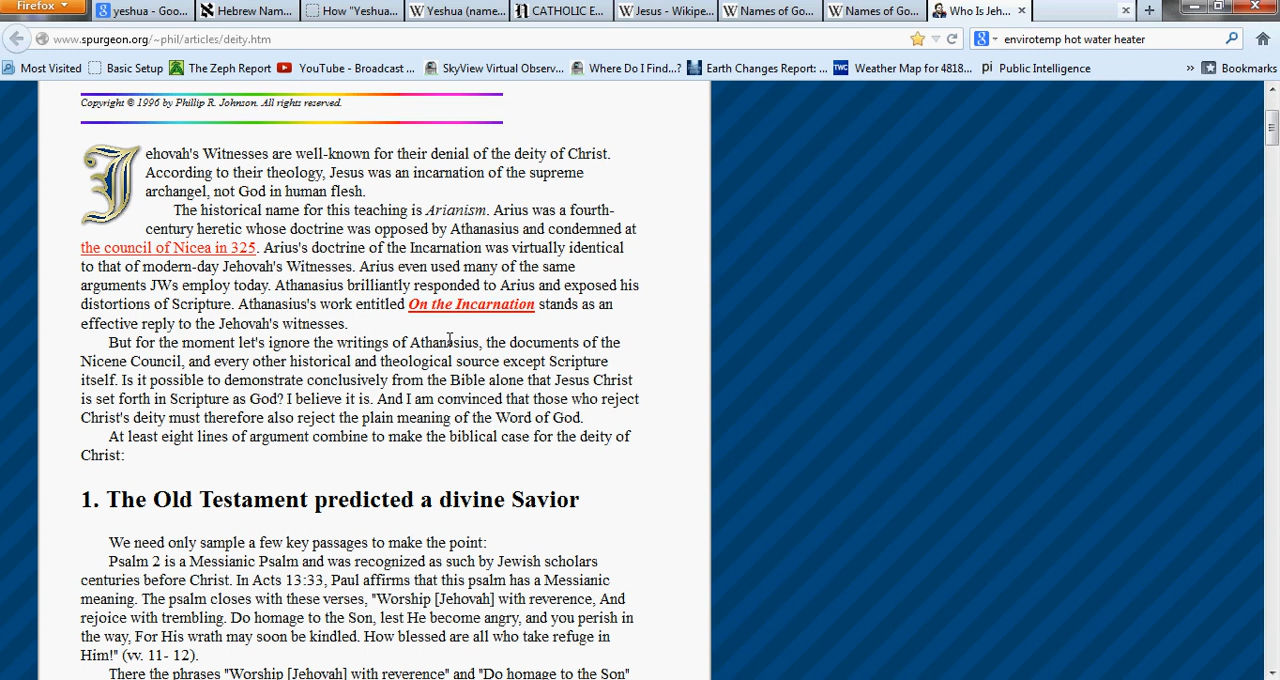 Firefox
yeshua - Goo...
Hebrew Nam...
How "Yeshua...
Yeshua (name...
CATHOLIC E...
Jesus - Wikipe...
Names of Go...
Names of Go...
Who Is Jeh...
www.spurgeon.org/~phil/articles/deity.htm
envirotemp hot water heater
Most Visited
Basic Setup
The Zeph Report
YouTube - Broadcast ...
SkyView Virtual Observ...
Where Do I Find...?
Earth Changes Report: ...
TWC
Weather Map for 4818...
pi Public Intelligence
»
Bookmarks
Copyright © 1996 by Phillip R. Johnson. All rights reserved.
Jehovah's Witnesses are well-known for their denial of the deity of Christ.
According to their theology, Jesus was an incarnation of the supreme
archangel, not God in human flesh.
The historical name for this teaching is Arianism. Arius was a fourth-
century heretic whose doctrine was opposed by Athanasius and condemned at
the council of Nicea in 325. Arius's doctrine of the Incarnation was virtually identical
to that of modern-day Jehovah's Witnesses. Arius even used many of the same
arguments JWs employ today. Athanasius brilliantly responded to Arius and exposed his
distortions of Scripture. Athanasius's work entitled On the Incarnation stands as an
effective reply to the Jehovah's witnesses.
But for the moment let's ignore the writings of Athanasius, the documents of the
Nicene Council, and every other historical and theological source except Scripture
itself. Is it possible to demonstrate conclusively from the Bible alone that Jesus Christ
is set forth in Scripture as God? I believe it is. And I am convinced that those who reject
Christ's deity must therefore also reject the plain meaning of the Word of God.
At least eight lines of argument combine to make the biblical case for the deity of
Christ:
1. The Old Testament predicted a divine Savior
We need only sample a few key passages to make the point:
Psalm 2 is a Messianic Psalm and was recognized as such by Jewish scholars
centuries before Christ. In Acts 13:33, Paul affirms that this psalm has a Messianic
meaning. The psalm closes with these verses, "Worship [Jehovah] with reverence, And
rejoice with trembling. Do homage to the Son, lest He become angry, and you perish in
the way, For His wrath may soon be kindled. How blessed are all who take refuge in
Him!" (vv. 11- 12).
There the phrases "Worship [Jehovah] with reverence" and "Do homage to the Son"